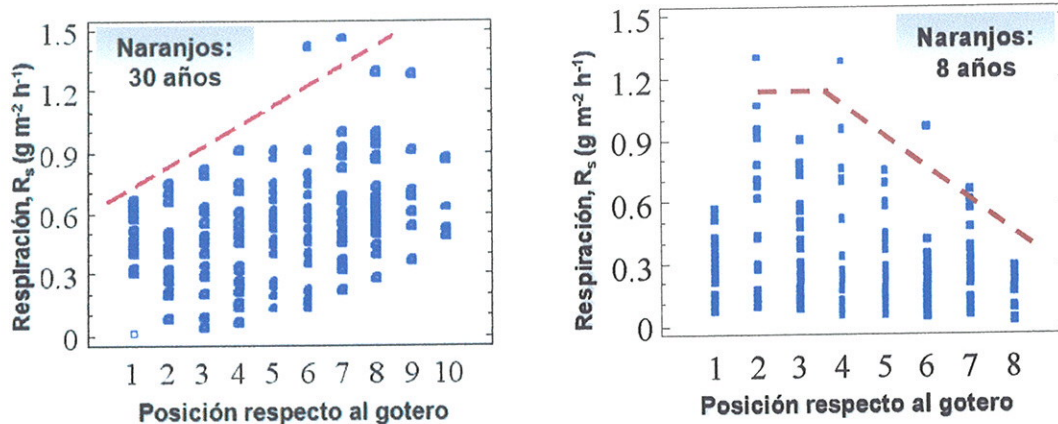 Naranjos:
30 años
Respiración, Rs (g m-2 h-1)
1.5
1.2
0.9
0.6
0.3
0
1 2 3 4 5 6 7 8 9 10
Posición respecto al gotero
Naranjos:
8 años
Respiración, Rs (g m-2 h-1)
1.5
1.2
0.9
0.6
0.3
0
1 2 3 4 5 6 7 8
Posición respecto al gotero